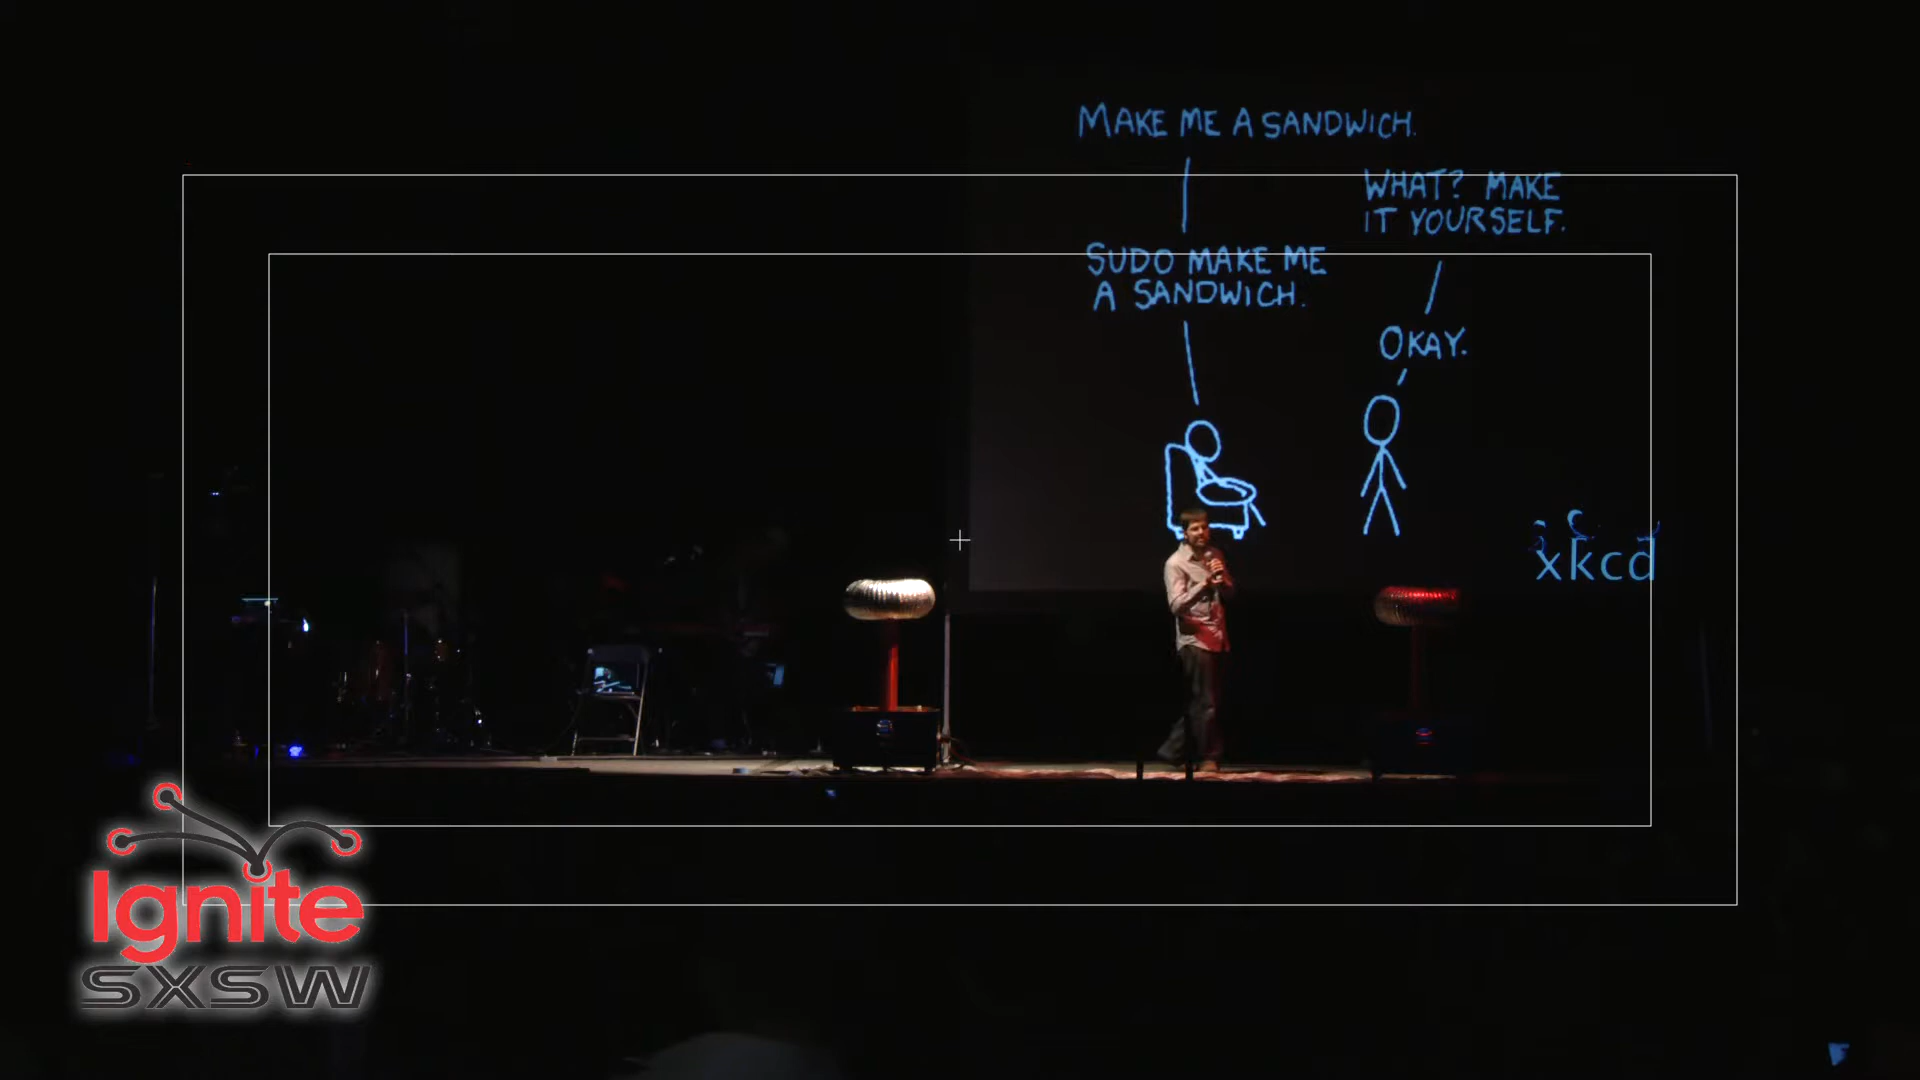 MAKE ME A SANDWICH.
WHAT? MAKE
IT YOURSELF.
SUDO MAKE ME
A SANDWICH.
OKAY.
xkcd
Ignite
SXSW